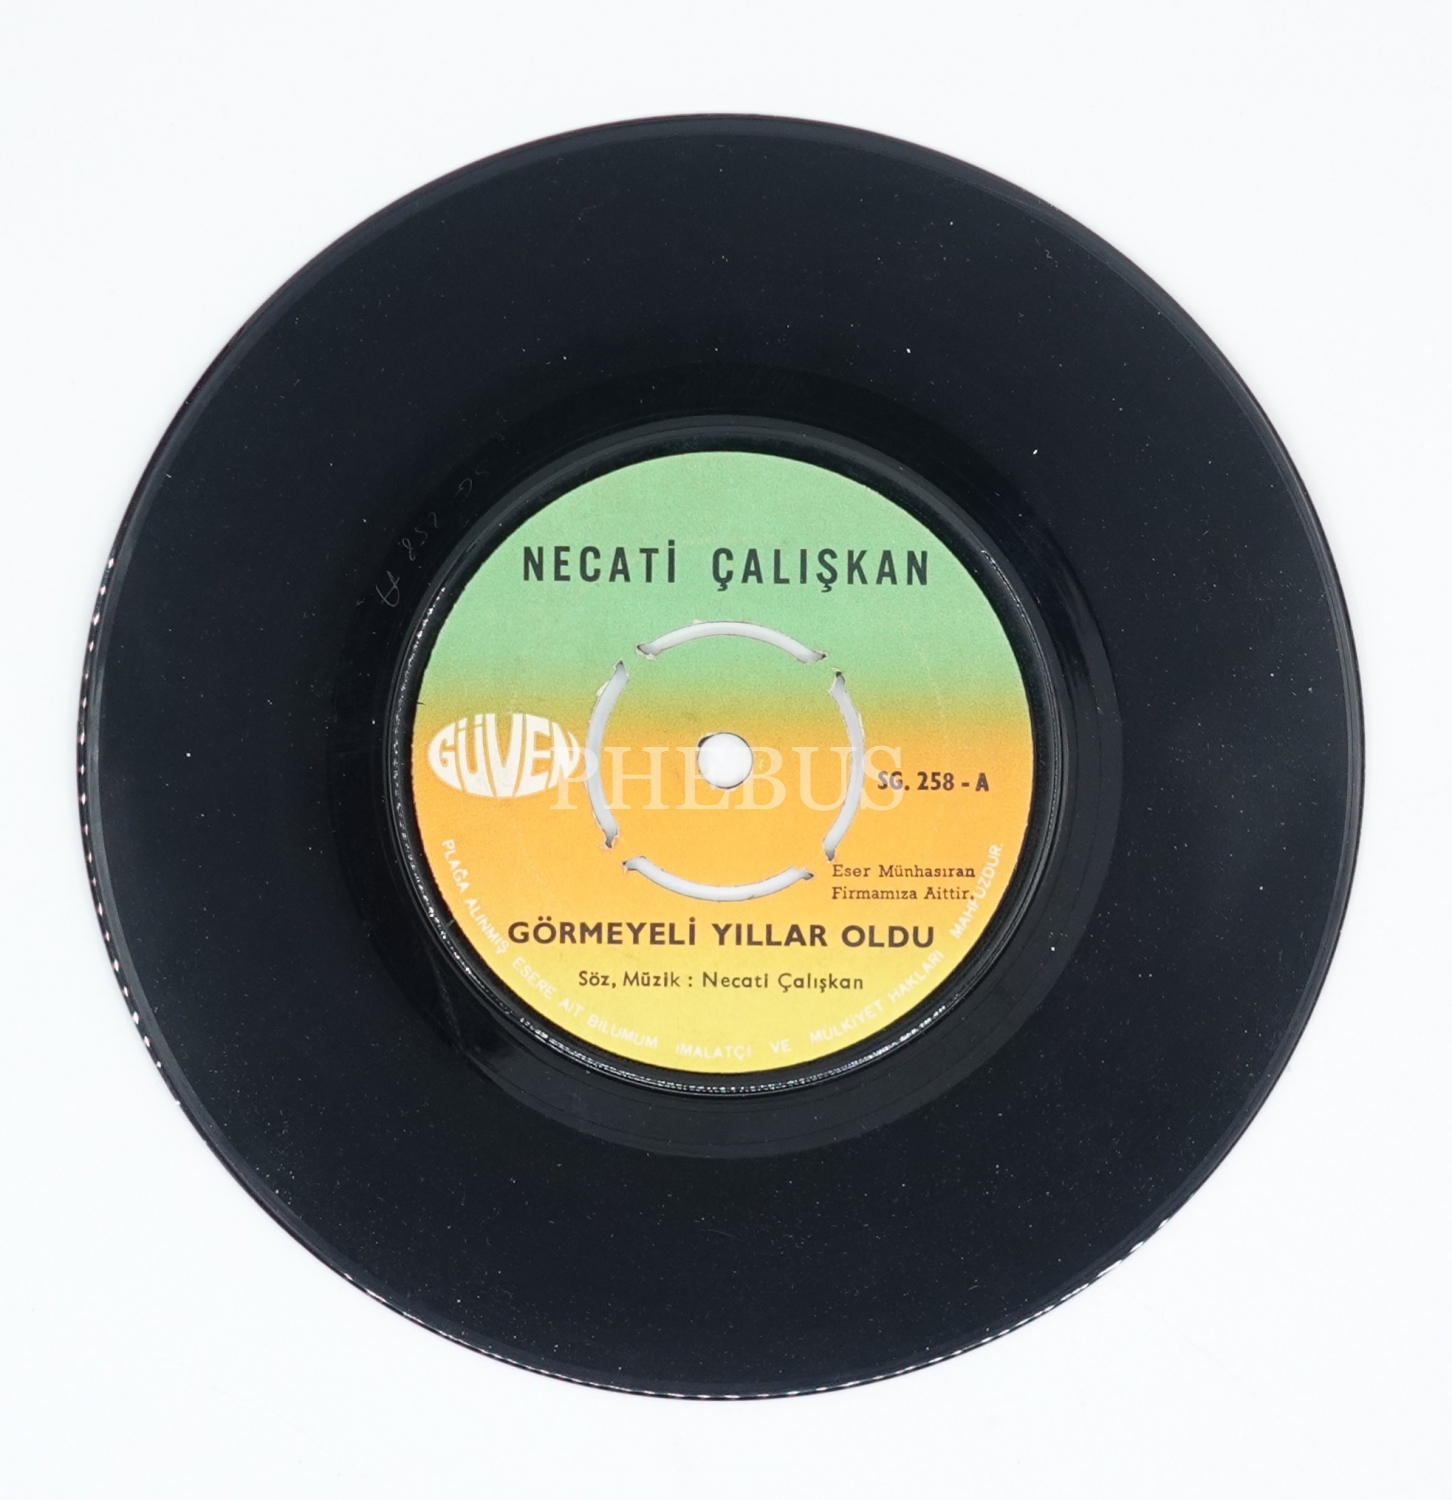 NECATİ ÇALIŞKAN
GÜVEN
PHEBUS
SG. 258 - A
Eser Münhasıran
Firmamıza Aittir.
GÖRMEYELİ YILLAR OLDU
Söz, Müzik : Necati Çalışkan
PLAĞA ALINMIŞ ESERE AİT BİLUMUM İMALATÇI VE MÜLKİYET HAKLARI MAHFUZDUR.